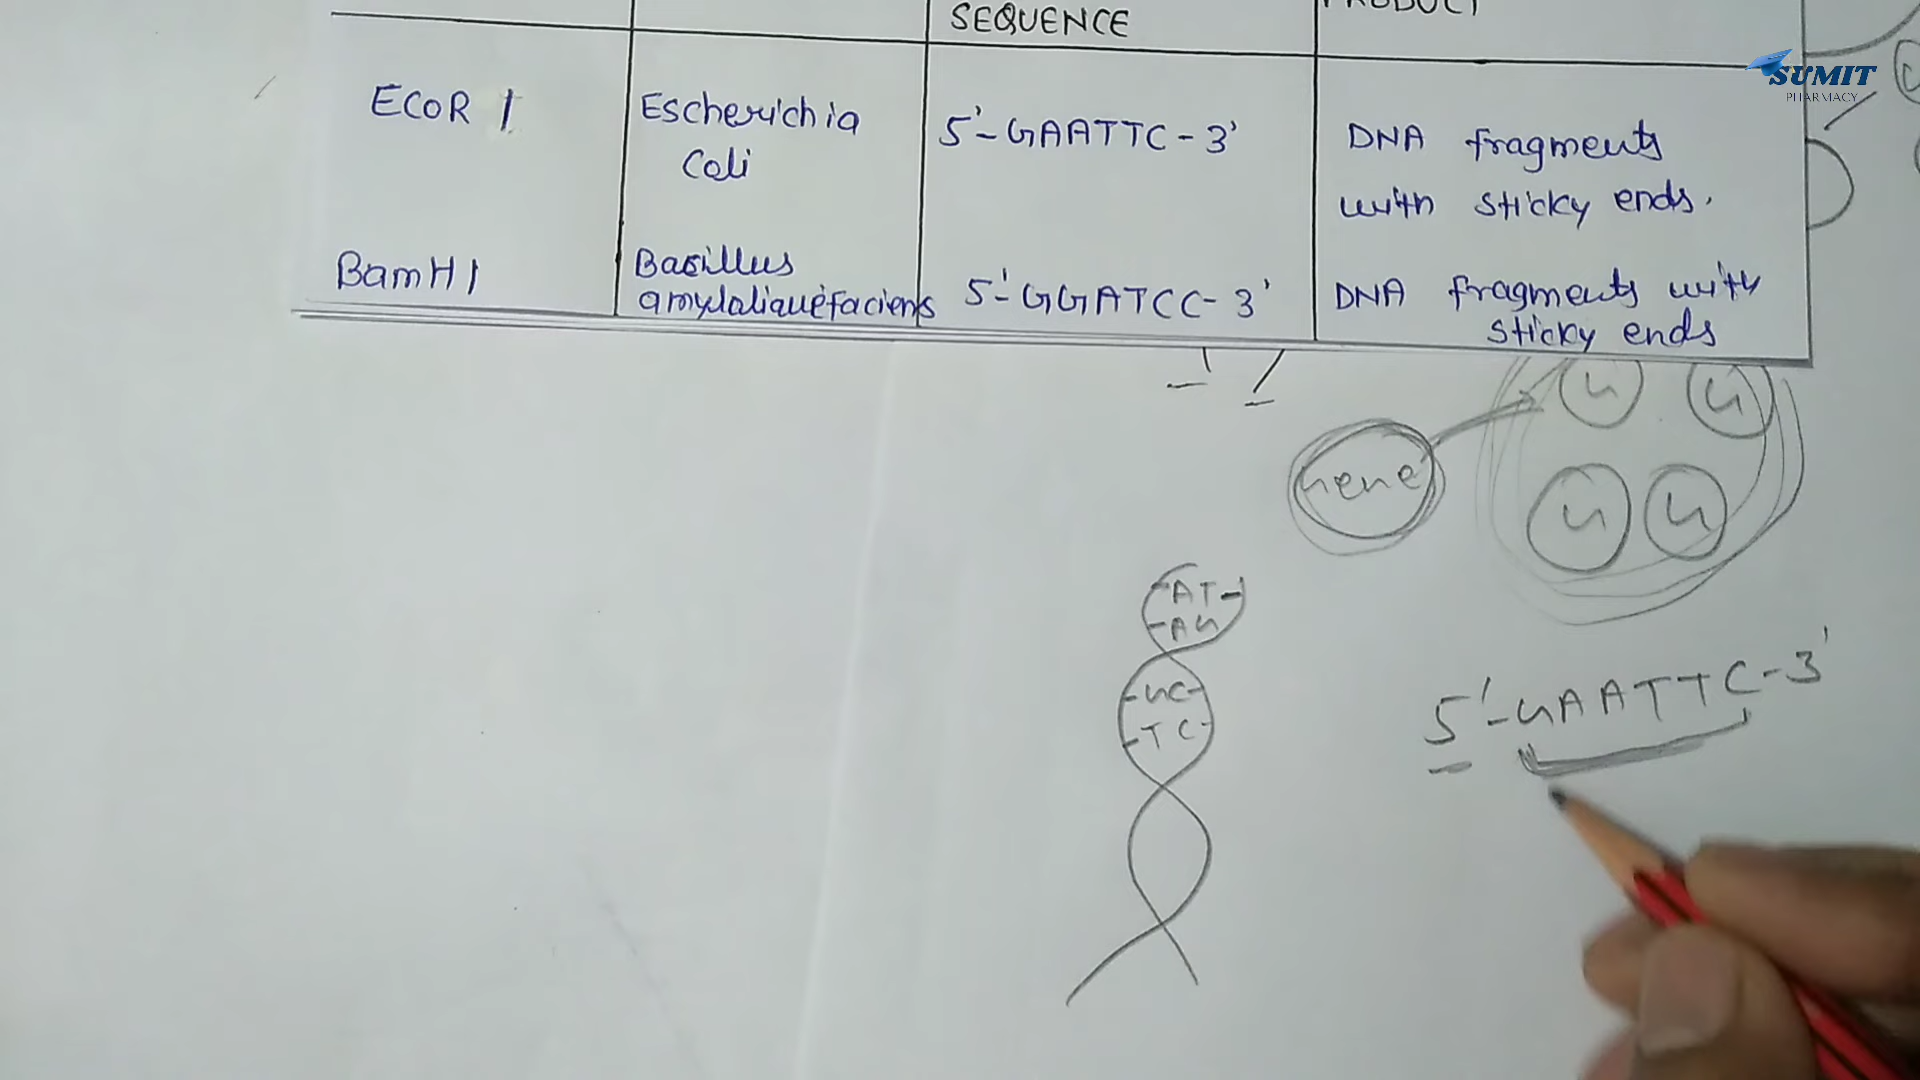 SEQUENCE
PRODUCT
SUMIT
PHARMACY
ECoR I
Escherichia
Coli
5'-GAATTC-3'
DNA fragments
with sticky ends.
BamH I
Bacillus
amylaliquefaciens
5'-GGATCC-3'
DNA fragments with
sticky ends
G
G
Gene
G
G
-AT-
-AG
-GC-
-TC-
5'-GAATTC-3'